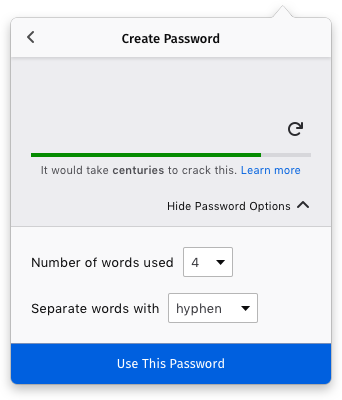 Create Password
It would take centuries to crack this. Learn more
Hide Password Options
Number of words used 4
Separate words with hyphen
Use This Password